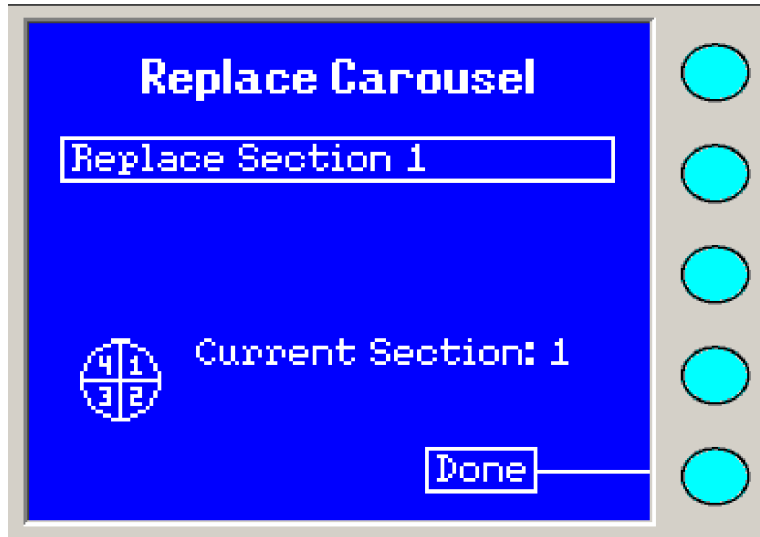 Replace Carousel
Replace Section 1
4 1
3 2
Current Section: 1
Done